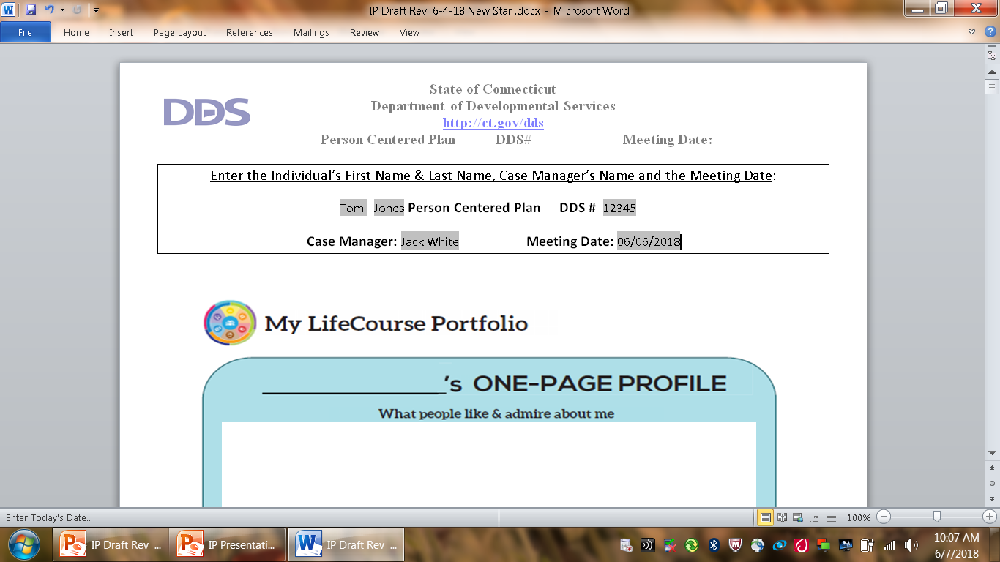 IP Draft Rev 6-4-18 New Star .docx - Microsoft Word
File Home Insert Page Layout References Mailings Review View
DDS
State of Connecticut
Department of Developmental Services
http://ct.gov/dds
Person Centered Plan DDS# Meeting Date:
Enter the Individual’s First Name & Last Name, Case Manager’s Name and the Meeting Date:
Tom Jones Person Centered Plan DDS # 12345
Case Manager: Jack White Meeting Date: 06/06/2018
My LifeCourse Portfolio
_________________'s ONE-PAGE PROFILE
What people like & admire about me
Enter Today's Date... 100%
IP Draft Rev ... IP Presentati... IP Draft Rev ... 10:07 AM
6/7/2018